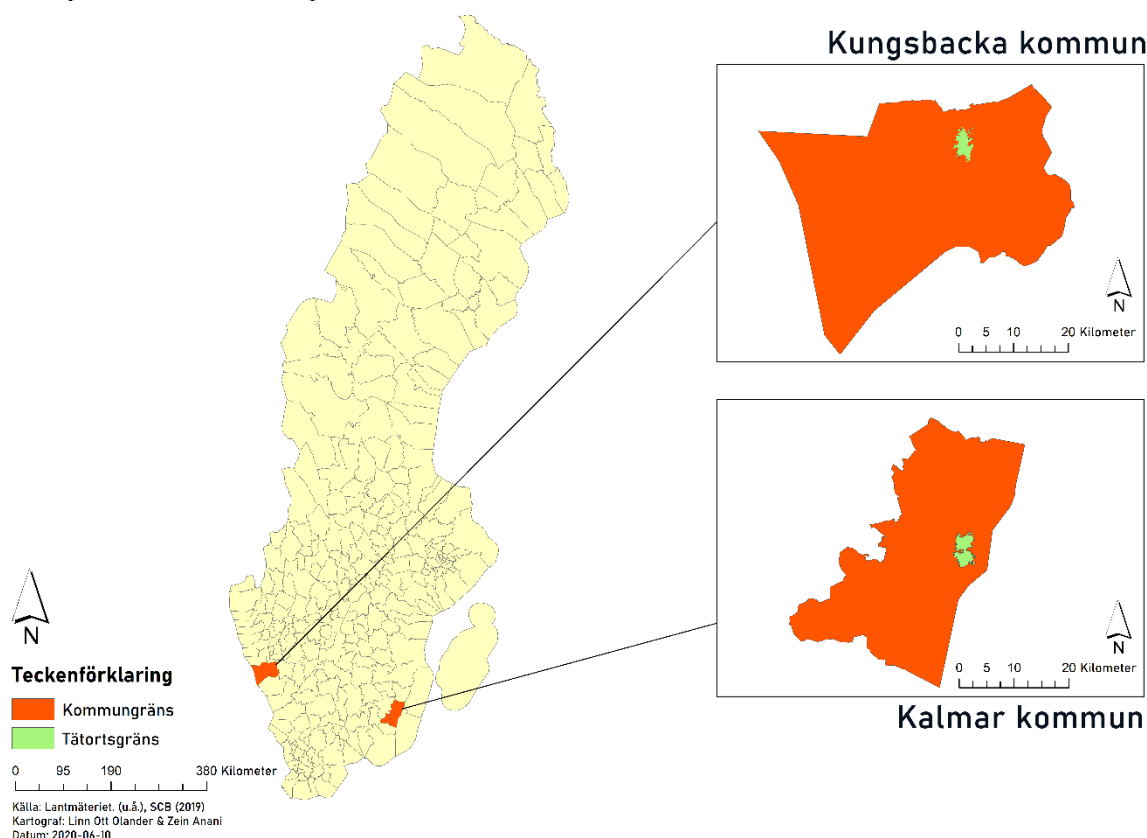 Kungsbacka kommun
N
0 5 10 20 Kilometer
N
0 5 10 20 Kilometer
Kalmar kommun
N
Teckenförklaring
Kommungräns
Tätortsgräns
0 95 190 380 Kilometer
Källa: Lantmäteriet. (u.å.), SCB (2019)
Kartograf: Linn Ott Olander & Zein Anani
Datum: 2020-06-10